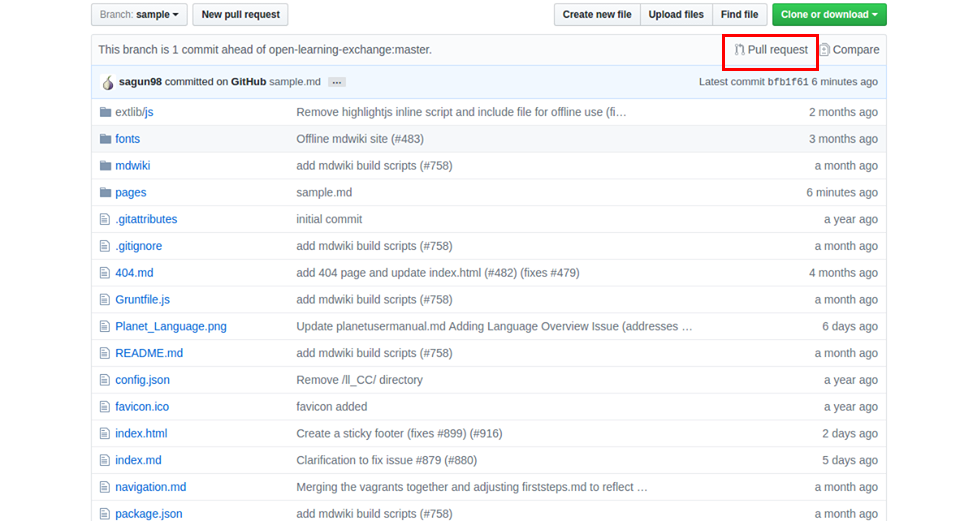 Branch: sample New pull request Create new file Upload files Find file Clone or download
This branch is 1 commit ahead of open-learning-exchange:master. Pull request Compare
sagun98 committed on GitHub sample.md ... Latest commit bfb1f61 6 minutes ago
extlib/js Remove highlightjs inline script and include file for offline use (fi... 2 months ago
fonts Offline mdwiki site (#483) 3 months ago
mdwiki add mdwiki build scripts (#758) a month ago
pages sample.md 6 minutes ago
.gitattributes initial commit a year ago
.gitignore add mdwiki build scripts (#758) a month ago
404.md add 404 page and update index.html (#482) (fixes #479) 4 months ago
Gruntfile.js add mdwiki build scripts (#758) a month ago
Planet_Language.png Update planetusermanual.md Adding Language Overview Issue (addresses ... 6 days ago
README.md add mdwiki build scripts (#758) a month ago
config.json Remove /ll_CC/ directory a year ago
favicon.ico favicon added a year ago
index.html Create a sticky footer (fixes #899) (#916) 2 days ago
index.md Clarification to fix issue #879 (#880) 5 days ago
navigation.md Merging the vagrants together and adjusting firststeps.md to reflect ... a month ago
package.json add mdwiki build scripts (#758) a month ago